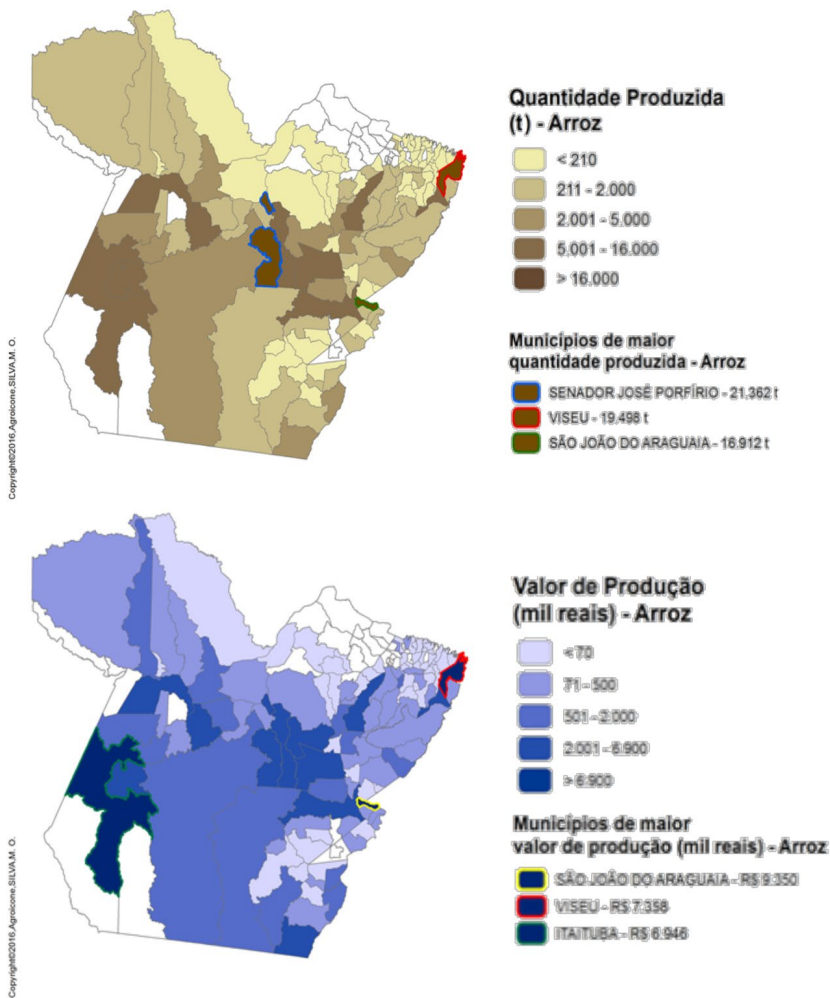 Quantidade Produzida
(t) - Arroz
< 210
211 - 2.000
2.001 - 5.000
5.001 - 16.000
> 16.000
Municípios de maior
quantidade produzida - Arroz
SENADOR JOSÉ PORFÍRIO - 21.362 t
VISEU - 19.498 t
SÃO JOÃO DO ARAGUAIA - 16.912 t
Copyright©2016,Agroicone,SILVA,M. O.
Valor de Produção
(mil reais) - Arroz
< 70
71 - 500
501 - 2.000
2.001 - 6.900
> 6.900
Municípios de maior
valor de produção (mil reais) - Arroz
SÃO JOÃO DO ARAGUAIA - R$ 9.350
VISEU - R$ 7.358
ITAITUBA - R$ 6.946
Copyright©2016,Agroicone,SILVA,M. O.